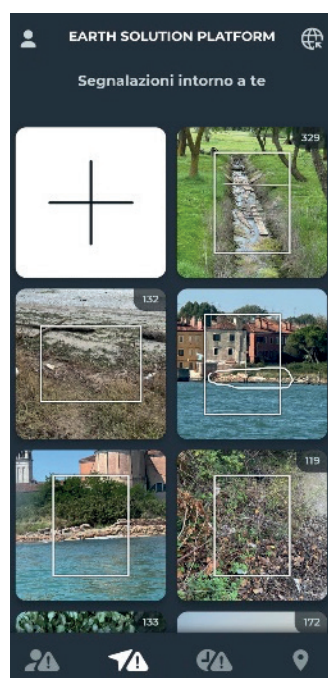 EARTH SOLUTION PLATFORM
Segnalazioni intorno a te
329
132
119
133
172